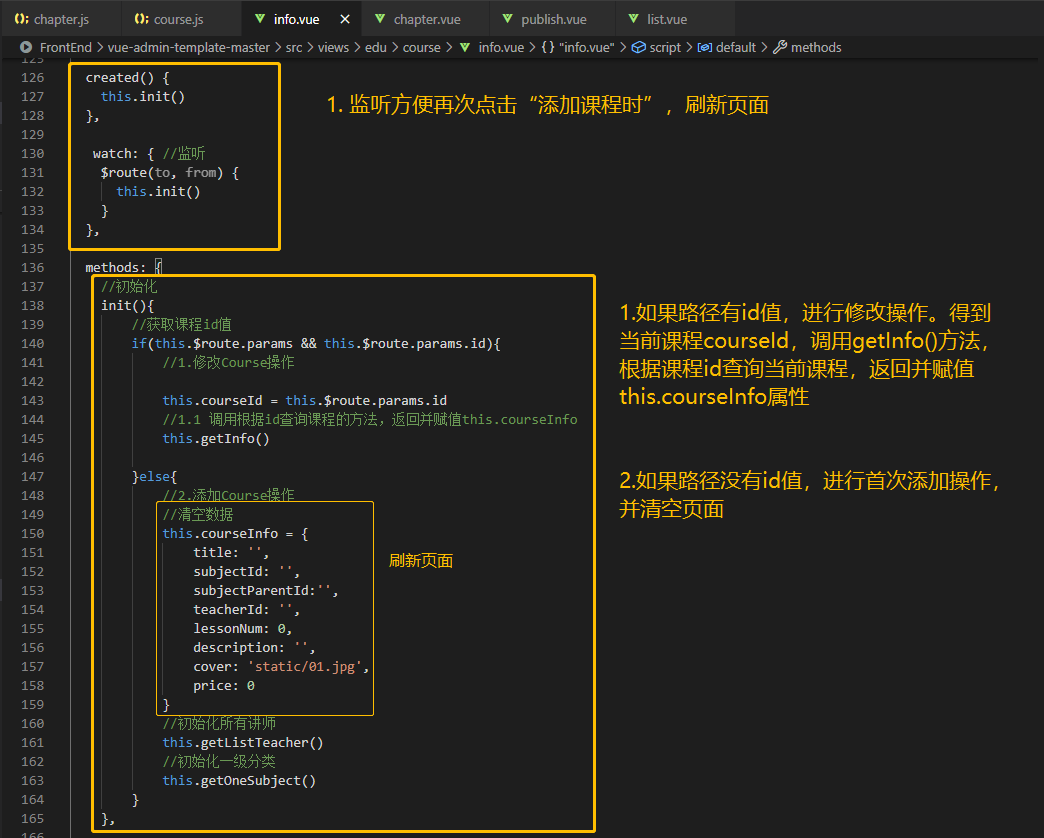 chapter.js course.js info.vue × chapter.vue publish.vue list.vue
FrontEnd > vue-admin-template-master > src > views > edu > course > info.vue > {} "info.vue" > script > default > methods
125
126 created() {
127 this.init()
128 },
129
130 watch: { //监听
131 $route(to, from) {
132 this.init()
133 }
134 },
135
136 methods: {
137 //初始化
138 init(){
139 //获取课程id值
140 if(this.$route.params && this.$route.params.id){
141 //1.修改Course操作
142
143 this.courseId = this.$route.params.id
144 //1.1 调用根据id查询课程的方法，返回并赋值this.courseInfo
145 this.getInfo()
146
147 }else{
148 //2.添加Course操作
149 //清空数据
150 this.courseInfo = {
151 title: '',
152 subjectId: '',
153 subjectParentId:'',
154 teacherId: '',
155 lessonNum: 0,
156 description: '',
157 cover: 'static/01.jpg',
158 price: 0
159 }
160 //初始化所有讲师
161 this.getListTeacher()
162 //初始化一级分类
163 this.getOneSubject()
164 }
165 },
166
1. 监听方便再次点击“添加课程时”，刷新页面
1.如果路径有id值，进行修改操作。得到
当前课程courseId，调用getInfo()方法，
根据课程id查询当前课程，返回并赋值
this.courseInfo属性
2.如果路径没有id值，进行首次添加操作，
并清空页面
刷新页面